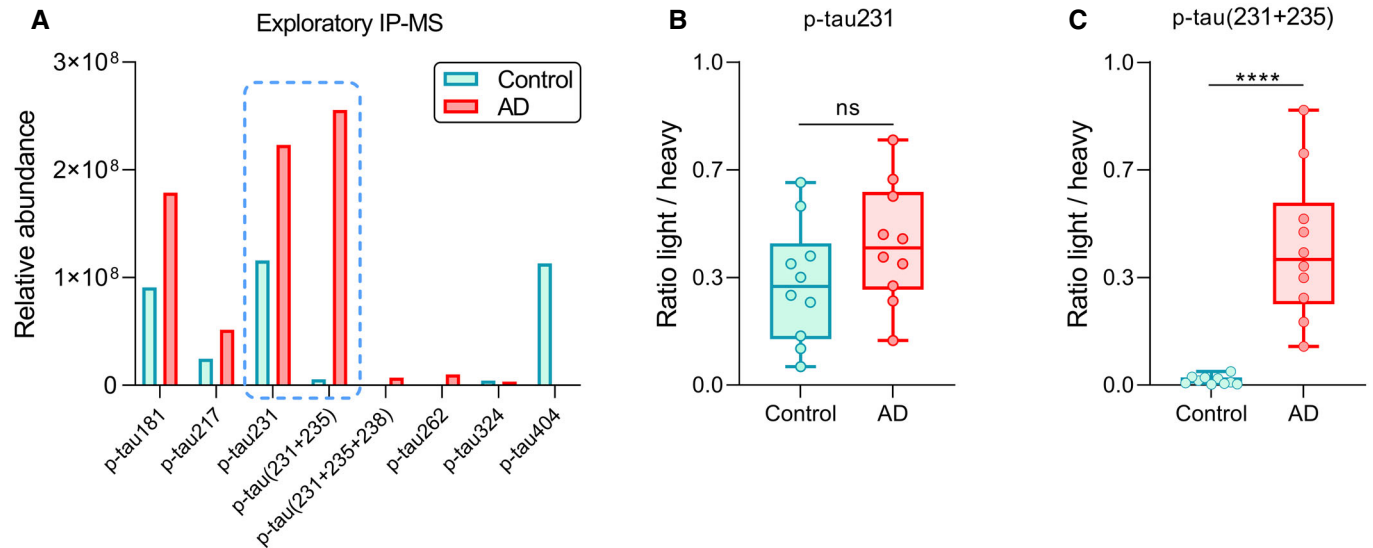 A
Exploratory IP-MS
Relative abundance
3×10⁸
2×10⁸
1×10⁸
0
Control
AD
p-tau181
p-tau217
p-tau231
p-tau(231+235)
p-tau(231+235+238)
p-tau262
p-tau324
p-tau404
B
p-tau231
Ratio light / heavy
1.0
0.7
0.3
0.0
ns
Control
AD
C
p-tau(231+235)
Ratio light / heavy
1.0
0.7
0.3
0.0
****
Control
AD